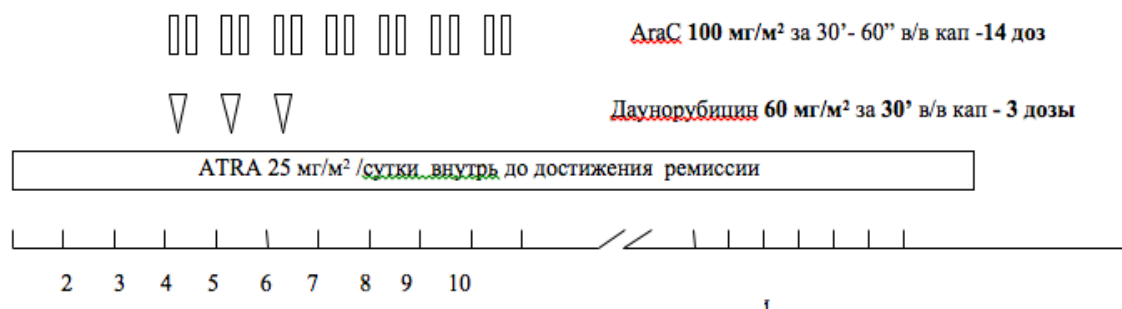 AraC 100 мг/м² за 30’- 60” в/в кап -14 доз
Даунорубицин 60 мг/м² за 30’ в/в кап - 3 дозы
ATRA 25 мг/м² /сутки внутрь до достижения ремиссии
2 3 4 5 6 7 8 9 10